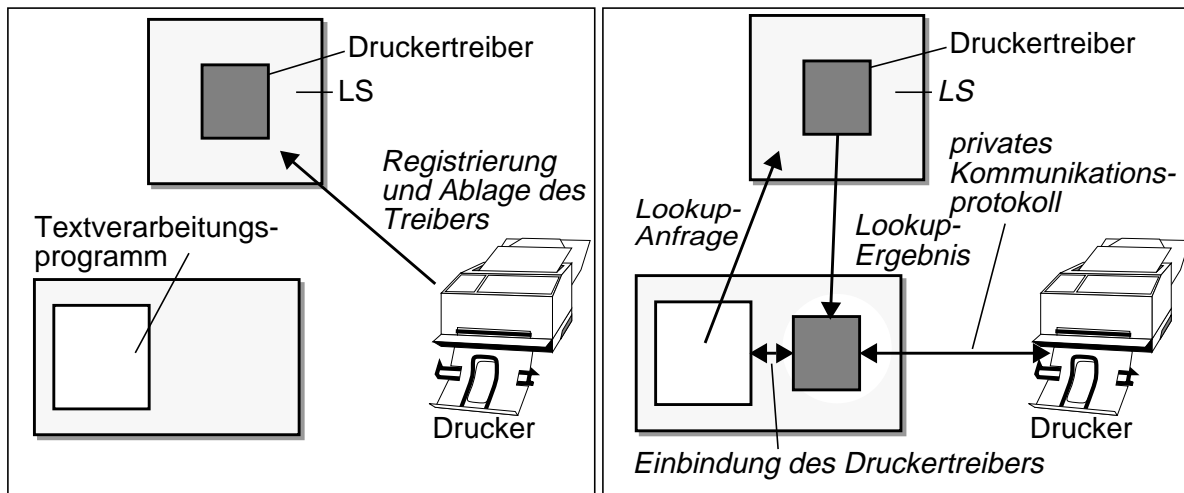 Druckertreiber
LS
Registrierung
und Ablage des
Treibers
Textverarbeitungs-
programm
Drucker
Druckertreiber
LS
privates
Kommunikations-
protokoll
Lookup-
Anfrage
Lookup-
Ergebnis
Drucker
Einbindung des Druckertreibers